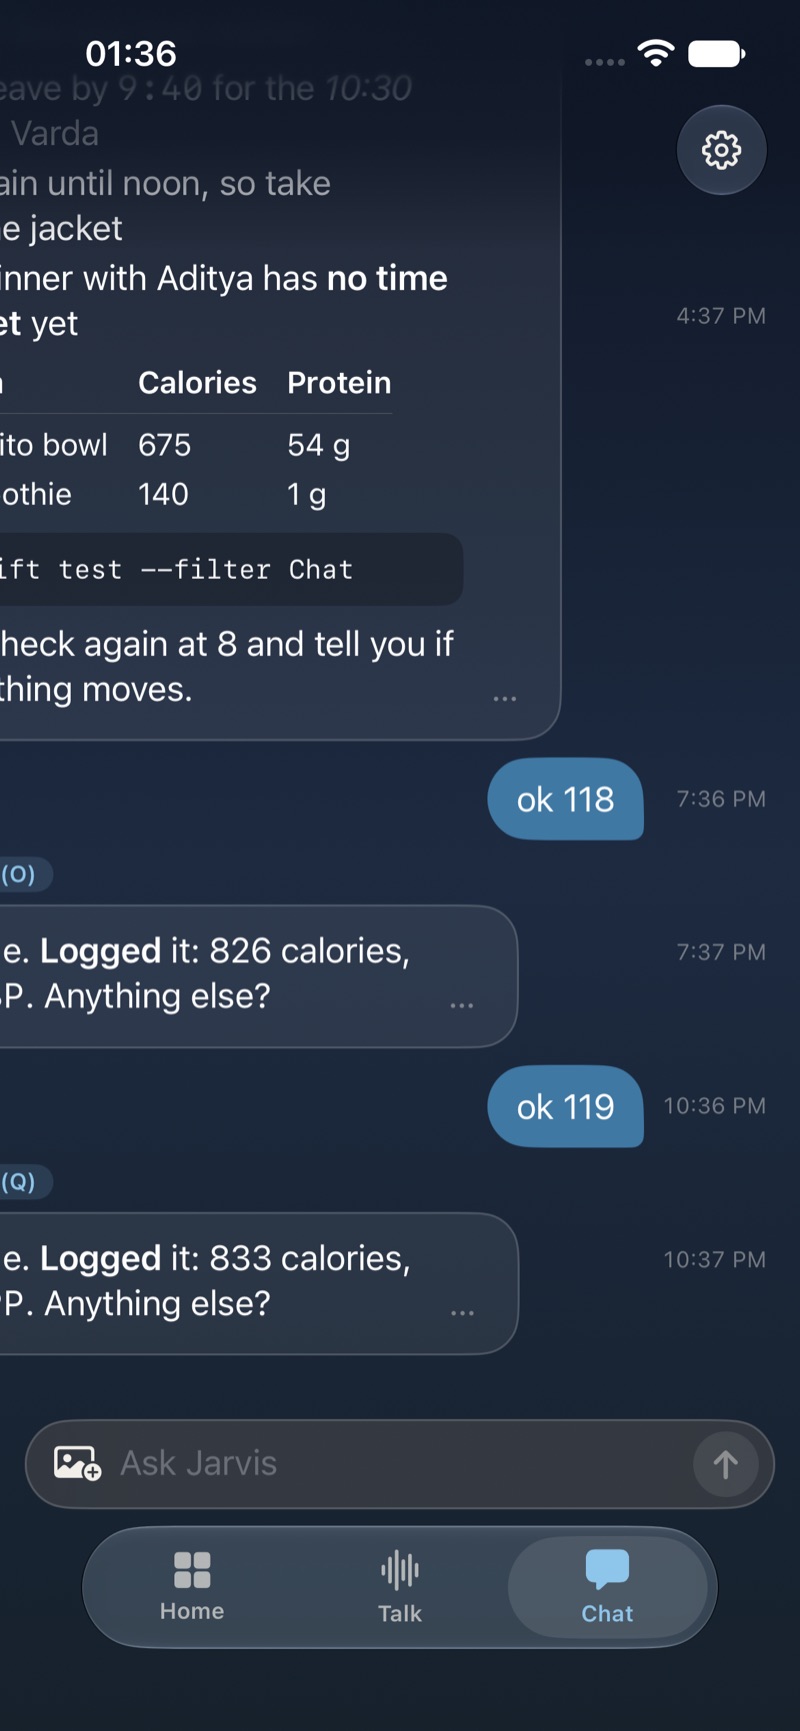 01:36
eave by 9:40 for the 10:30
Varda
ain until noon, so take
e jacket
4:37 PM
inner with Aditya has no time
et yet
Calories Protein
ito bowl 675 54 g
othie 140 1 g
ift test --filter Chat
heck again at 8 and tell you if
thing moves.
...
ok 118 7:36 PM
(O)
e. Logged it: 826 calories, 7:37 PM
P. Anything else?
...
ok 119 10:36 PM
(Q)
e. Logged it: 833 calories, 10:37 PM
P. Anything else?
...
Ask Jarvis
Home Talk Chat